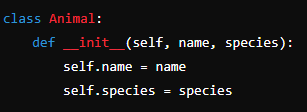 class Animal:
    def __init__(self, name, species):
        self.name = name
        self.species = species